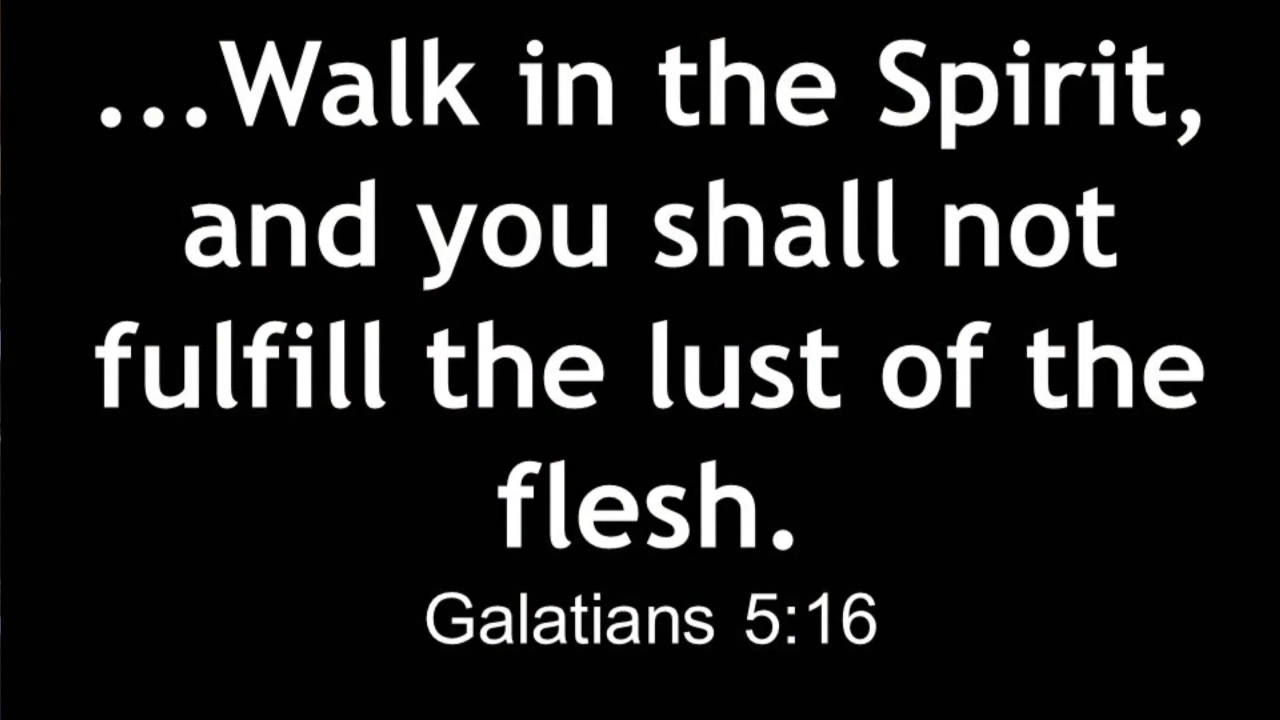 ...Walk in the Spirit,
and you shall not
fulfill the lust of the
flesh.
Galatians 5:16